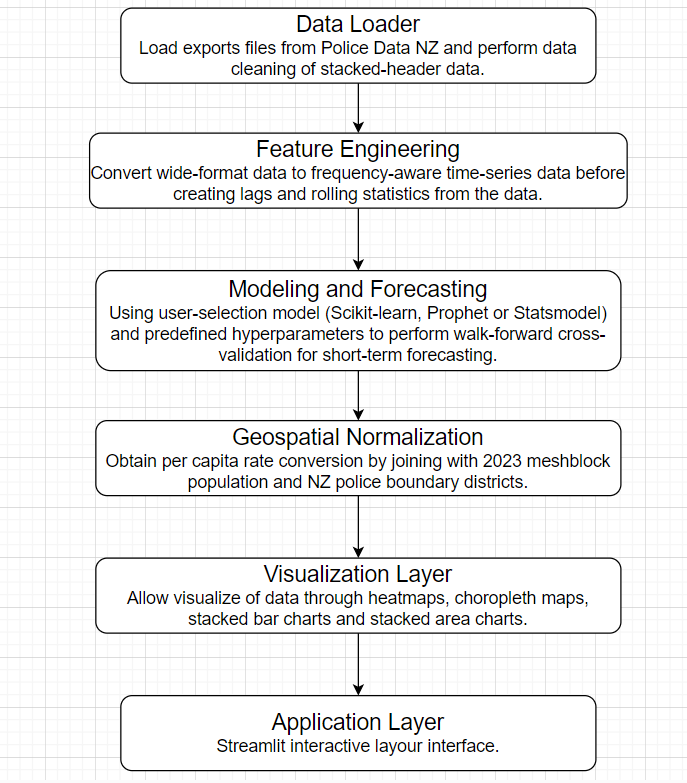 Data Loader
Load exports files from Police Data NZ and perform data
cleaning of stacked-header data.
Feature Engineering
Convert wide-format data to frequency-aware time-series data before
creating lags and rolling statistics from the data.
Modeling and Forecasting
Using user-selection model (Scikit-learn, Prophet or Statsmodel)
and predefined hyperparameters to perform walk-forward cross-
validation for short-term forecasting.
Geospatial Normalization
Obtain per capita rate conversion by joining with 2023 meshblock
population and NZ police boundary districts.
Visualization Layer
Allow visualize of data through heatmaps, choropleth maps,
stacked bar charts and stacked area charts.
Application Layer
Streamlit interactive layour interface.